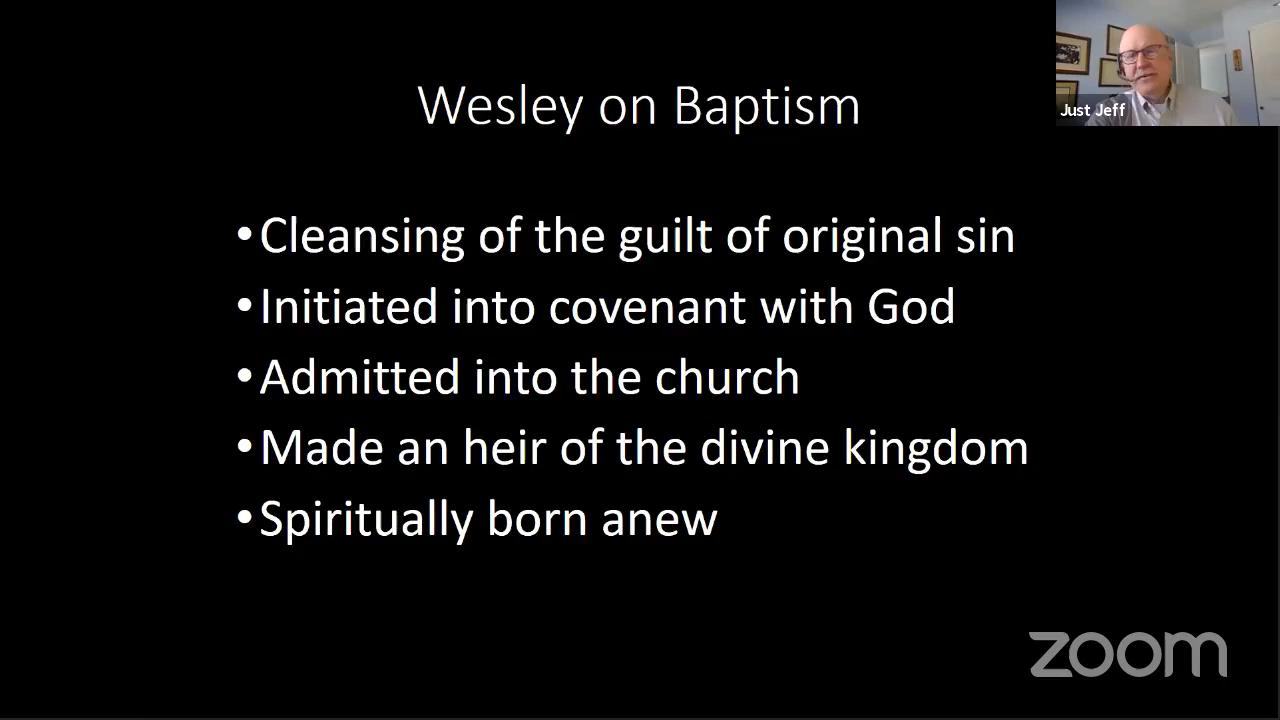 Wesley on Baptism
Just Jeff
•Cleansing of the guilt of original sin
•Initiated into covenant with God
•Admitted into the church
•Made an heir of the divine kingdom
•Spiritually born anew
zoom